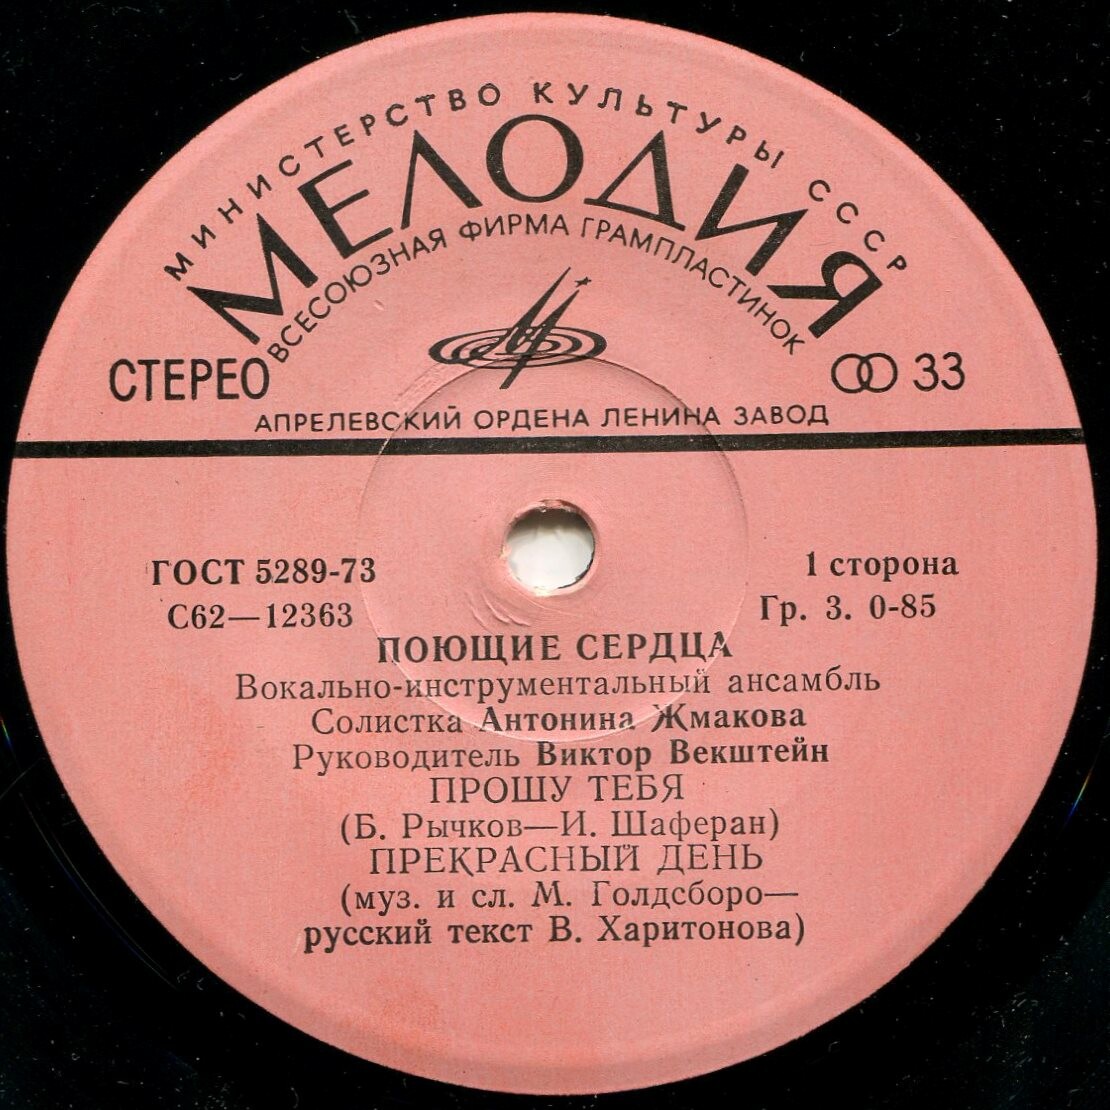 МИНИСТЕРСТВО КУЛЬТУРЫ СССР
МЕЛОДИЯ
ВСЕСОЮЗНАЯ ФИРМА ГРАМПЛАСТИНОК
СТЕРЕО
33
АПРЕЛЕВСКИЙ ОРДЕНА ЛЕНИНА ЗАВОД
ГОСТ 5289-73
С62—12363
1 сторона
Гр. 3. 0-85
ПОЮЩИЕ СЕРДЦА
Вокально-инструментальный ансамбль
Солистка Антонина Жмакова
Руководитель Виктор Векштейн
ПРОШУ ТЕБЯ
(Б. Рычков—И. Шаферан)
ПРЕКРАСНЫЙ ДЕНЬ
(муз. и сл. М. Голдсборо—
русский текст В. Харитонова)